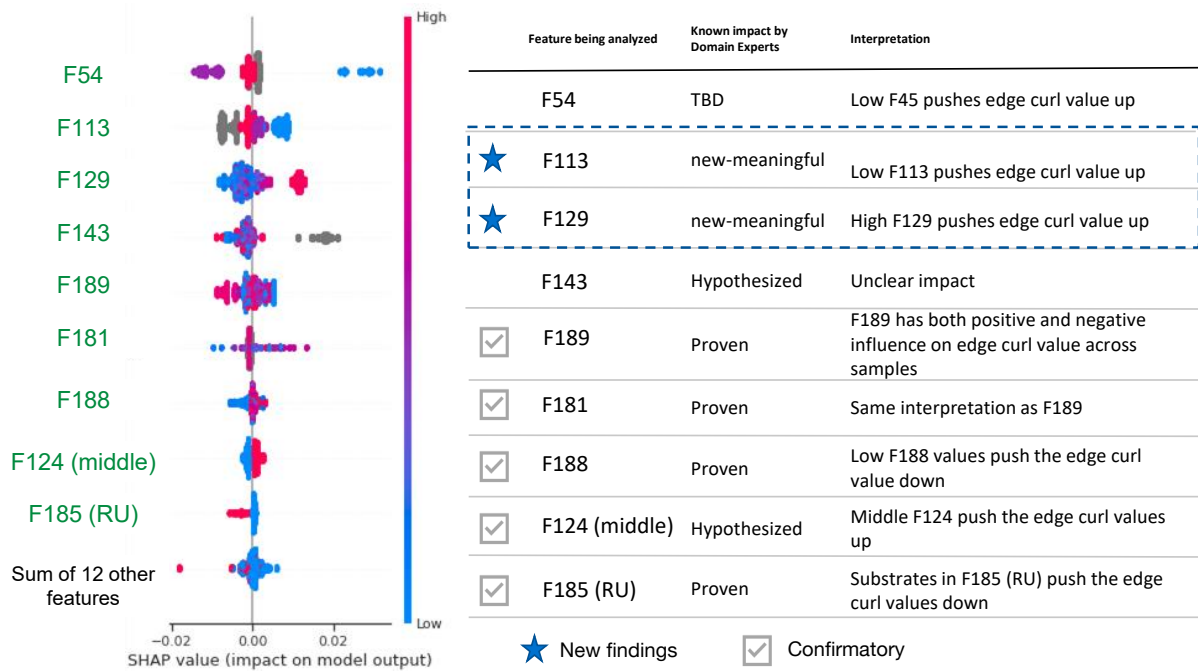 High
F54
F113
F129
F143
F189
F181
F188
F124 (middle)
F185 (RU)
Sum of 12 other
features
Low
−0.02 0.00 0.02
SHAP value (impact on model output)
Feature being analyzed
Known impact by
Domain Experts
Interpretation
F54
TBD
Low F45 pushes edge curl value up
F113
new-meaningful
Low F113 pushes edge curl value up
F129
new-meaningful
High F129 pushes edge curl value up
F143
Hypothesized
Unclear impact
F189
Proven
F189 has both positive and negative
influence on edge curl value across
samples
F181
Proven
Same interpretation as F189
F188
Proven
Low F188 values push the edge curl
value down
F124 (middle)
Hypothesized
Middle F124 push the edge curl values
up
F185 (RU)
Proven
Substrates in F185 (RU) push the edge
curl values down
New findings
Confirmatory